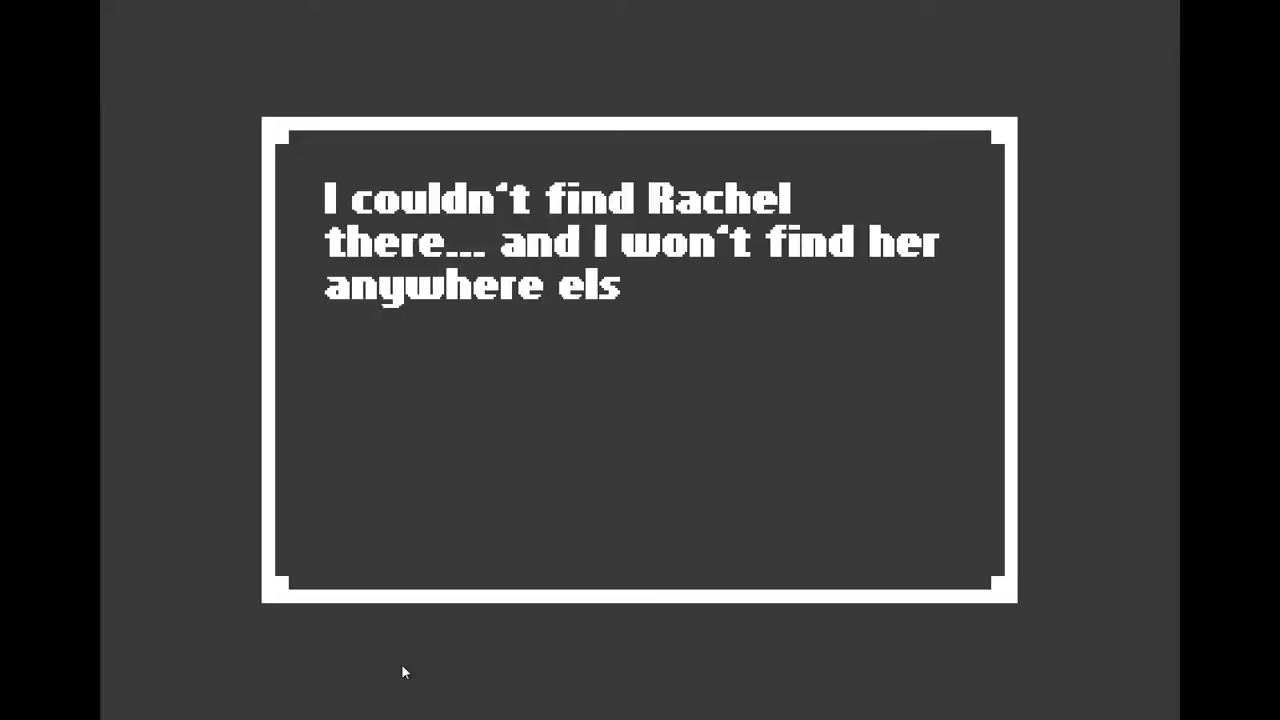 I couldn't find Rachel
there... and I won't find her
anywhere els